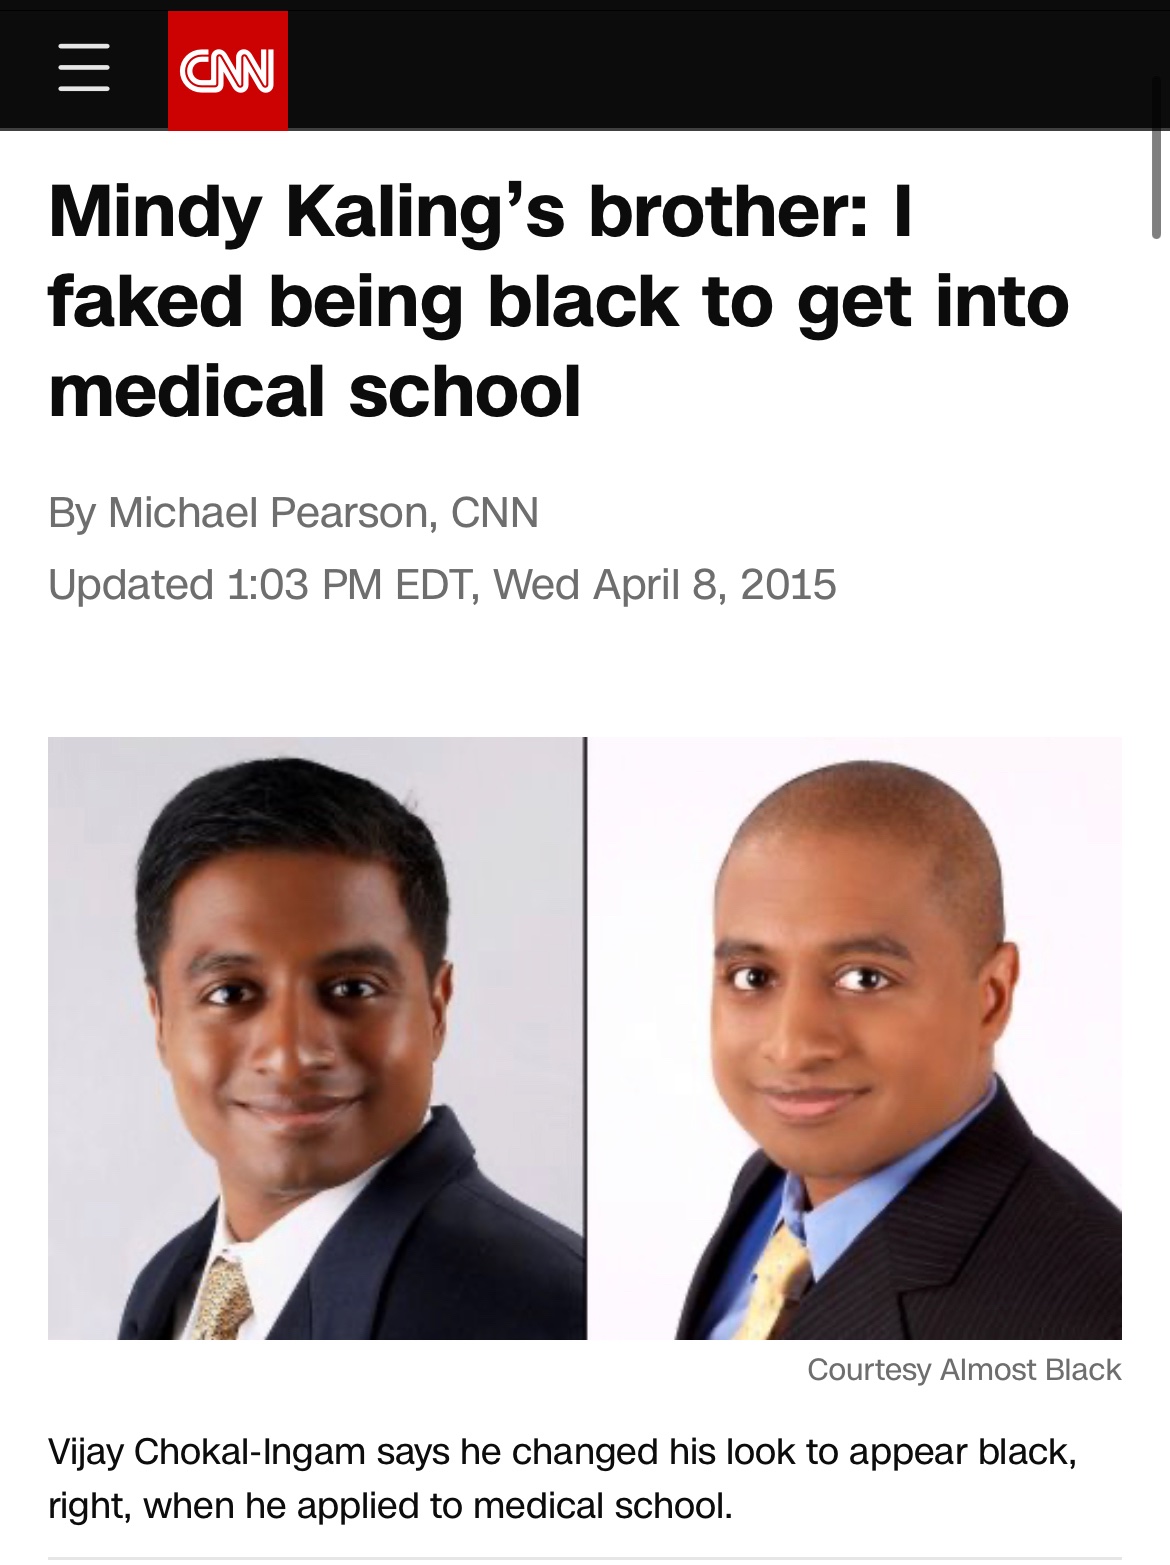 CNN
Mindy Kaling’s brother: I
faked being black to get into
medical school
By Michael Pearson, CNN
Updated 1:03 PM EDT, Wed April 8, 2015
Courtesy Almost Black
Vijay Chokal-Ingam says he changed his look to appear black,
right, when he applied to medical school.